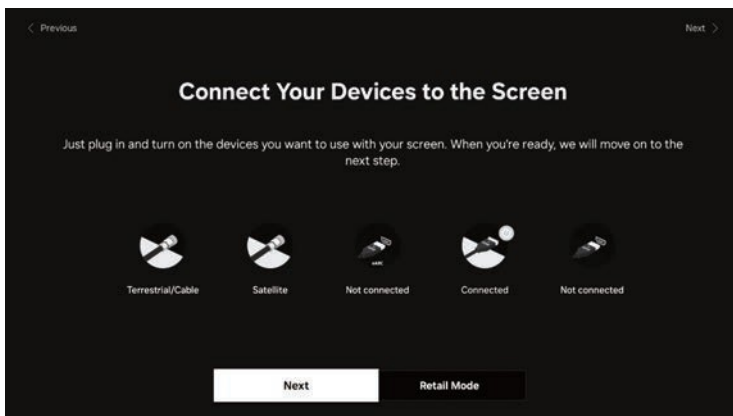 Previous
Next
Connect Your Devices to the Screen
Just plug in and turn on the devices you want to use with your screen. When you're ready, we will move on to the
next step.
eARC
Terrestrial/Cable
Satellite
Not connected
Connected
Not connected
Next
Retail Mode